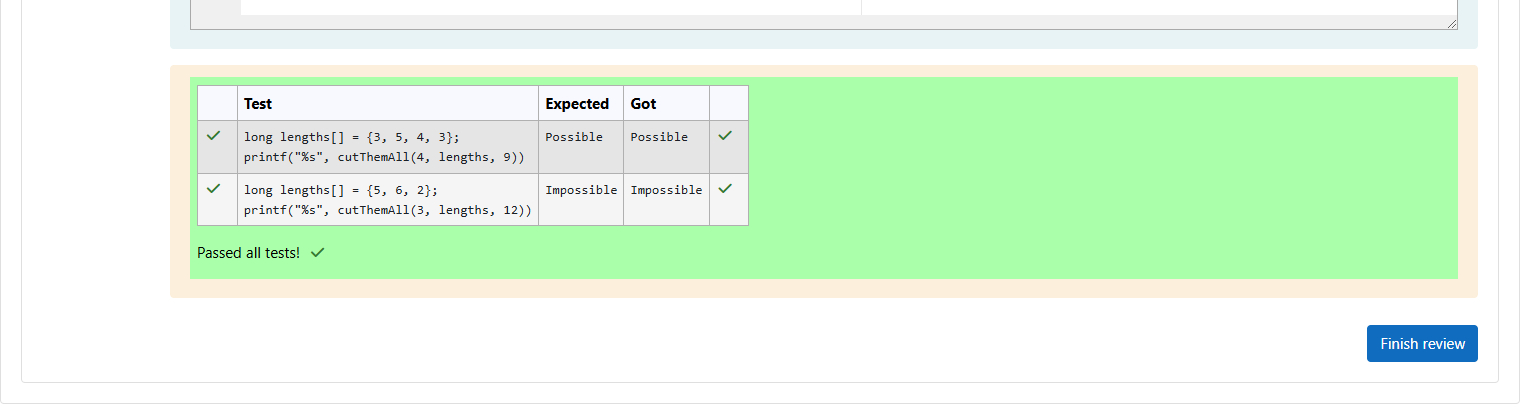 Test Expected Got
long lengths[] = {3, 5, 4, 3}; Possible Possible
printf("%s", cutThemAll(4, lengths, 9))
long lengths[] = {5, 6, 2}; Impossible Impossible
printf("%s", cutThemAll(3, lengths, 12))
Passed all tests!
Finish review